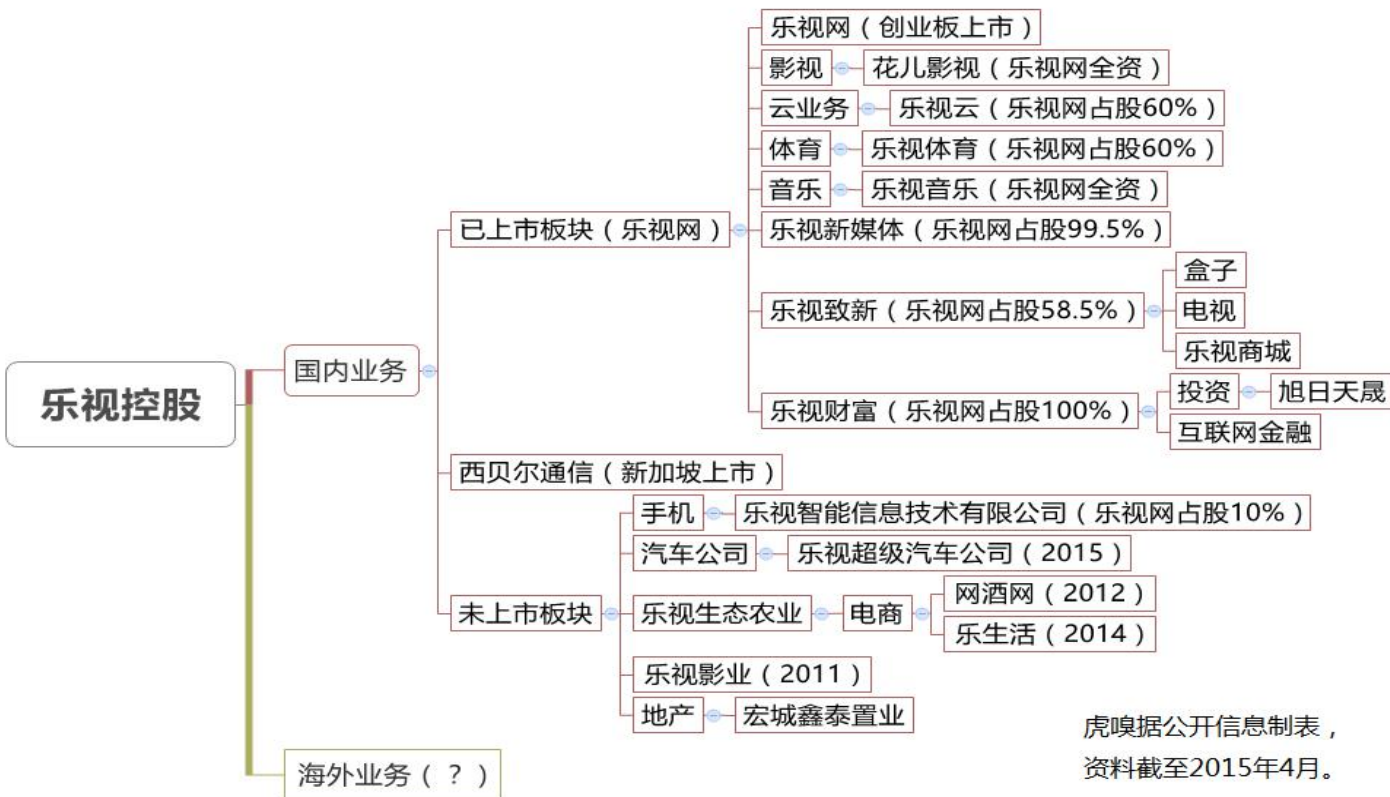 乐视控股
国内业务
已上市板块（乐视网）
乐视网（创业板上市）
影视
花儿影视（乐视网全资）
云业务
乐视云（乐视网占股60%）
体育
乐视体育（乐视网占股60%）
音乐
乐视音乐（乐视网全资）
乐视新媒体（乐视网占股99.5%）
乐视致新（乐视网占股58.5%）
盒子
电视
乐视商城
乐视财富（乐视网占股100%）
投资
旭日天晟
互联网金融
西贝尔通信（新加坡上市）
未上市板块
手机
乐视智能信息技术有限公司（乐视网占股10%）
汽车公司
乐视超级汽车公司（2015）
乐视生态农业
电商
网酒网（2012）
乐生活（2014）
乐视影业（2011）
地产
宏城鑫泰置业
海外业务（？）
虎嗅据公开信息制表，
资料截至2015年4月。